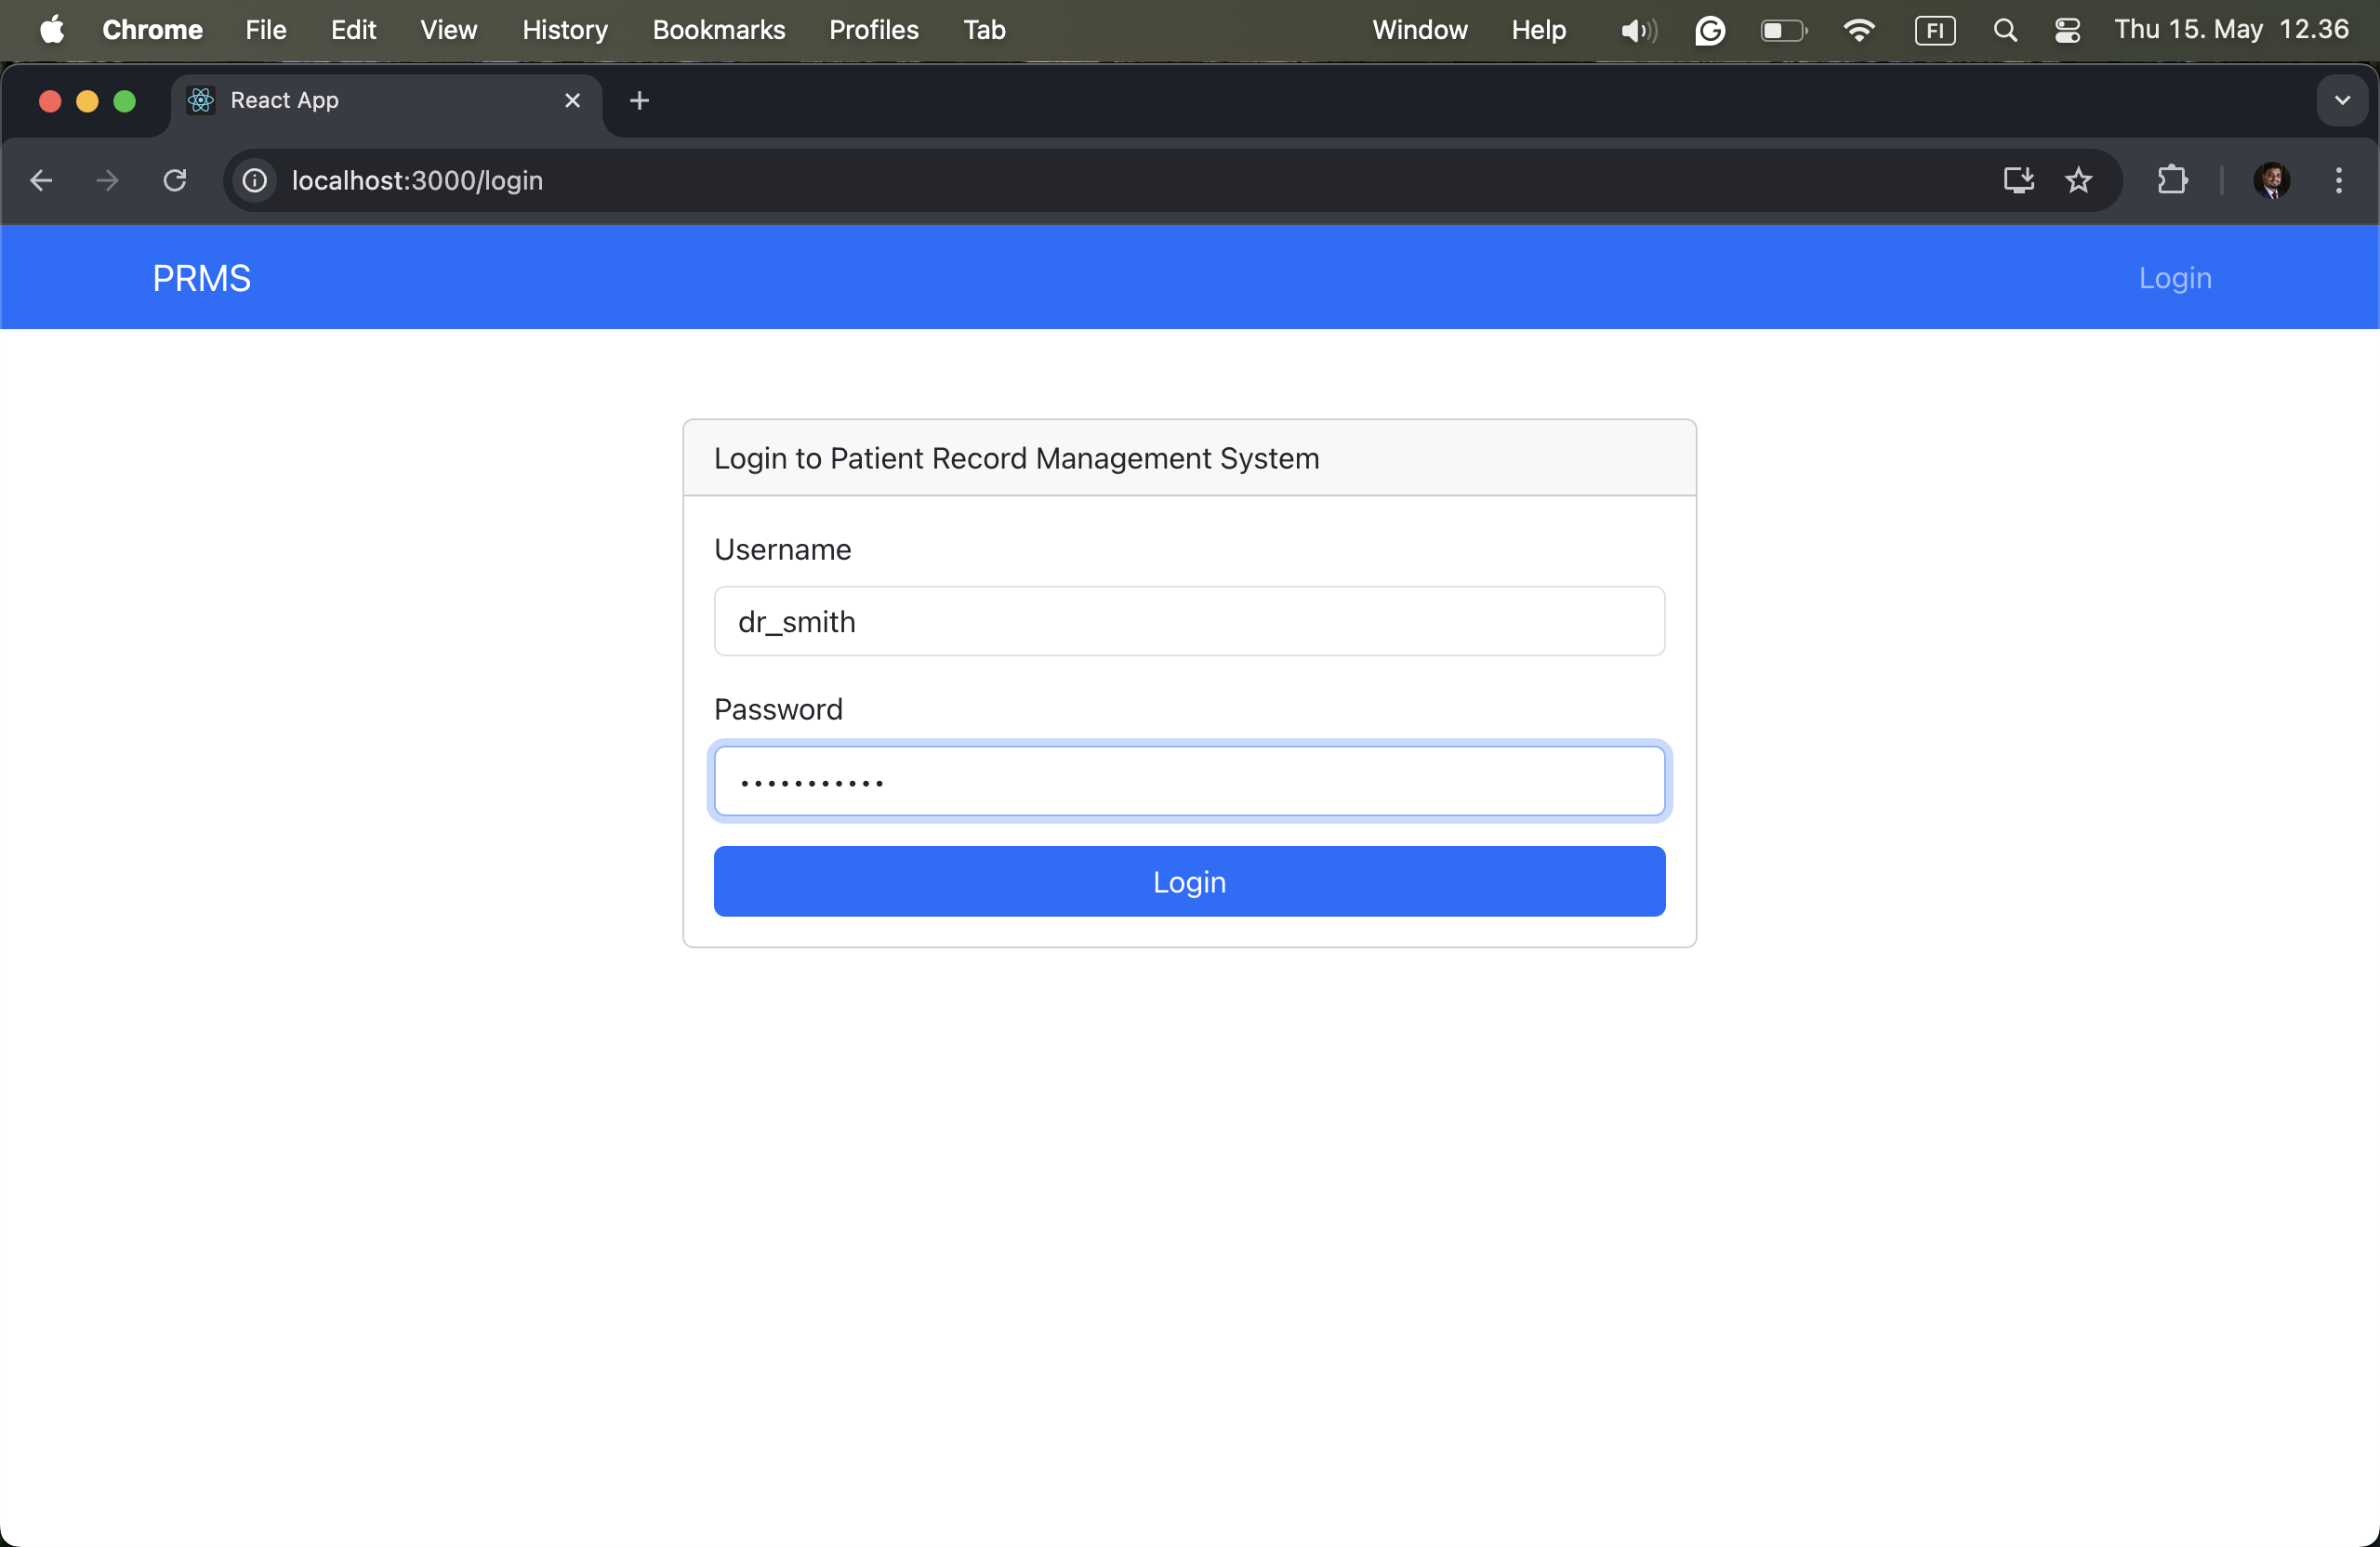 Chrome File Edit View History Bookmarks Profiles Tab Window Help FI Thu 15. May 12.36
React App
localhost:3000/login
PRMS Login
Login to Patient Record Management System
Username
dr_smith
Password
•••••••••••
Login